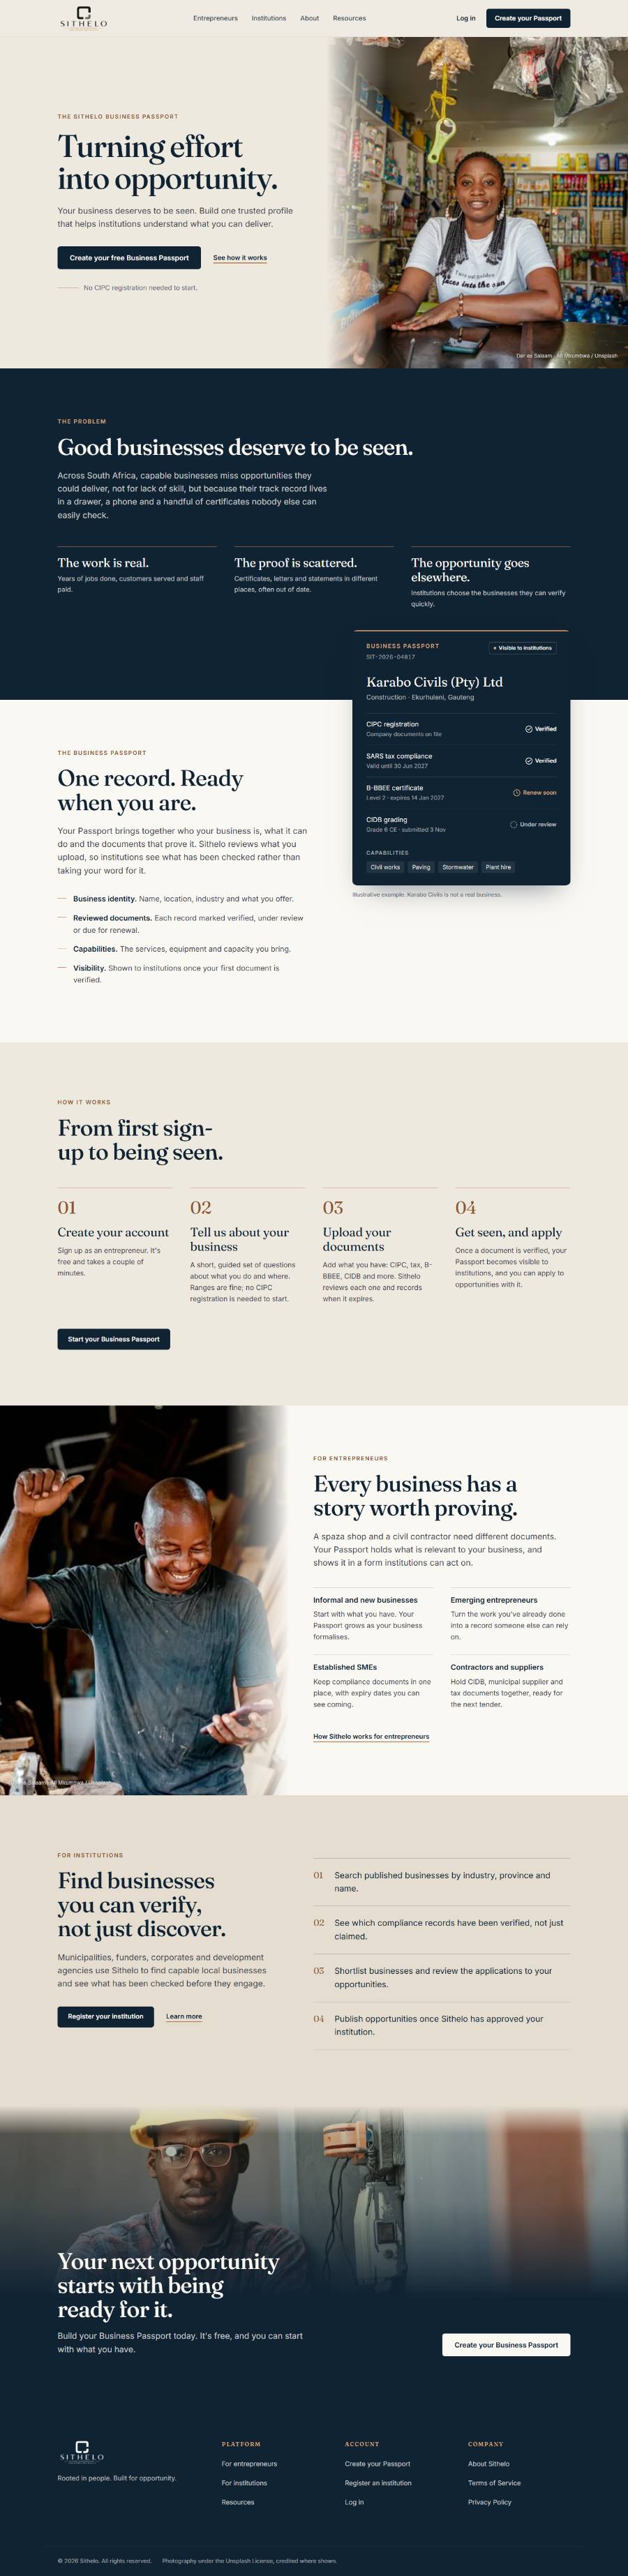 SITHELO
Entrepreneurs
Institutions
About
Resources
Log in
Create your Passport
THE SITHELO BUSINESS PASSPORT
Turning effort
into opportunity.
Your business deserves to be seen. Build one trusted profile
that helps institutions understand what you can deliver.
Create your free Business Passport
See how it works
No CIPC registration needed to start.
faces into the sun
Dar es Salaam · Ali Mkumbwa / Unsplash
THE PROBLEM
Good businesses deserve to be seen.
Across South Africa, capable businesses miss opportunities they
could deliver, not for lack of skill, but because their track record lives
in a drawer, a phone and a handful of certificates nobody else can
easily check.
The work is real.
Years of jobs done, customers served and staff
paid.
The proof is scattered.
Certificates, letters and statements in different
places, often out of date.
The opportunity goes
elsewhere.
Institutions choose the businesses they can verify
quickly.
BUSINESS PASSPORT
SIT-2026-04817
Visible to institutions
Karabo Civils (Pty) Ltd
Construction · Ekurhuleni, Gauteng
CIPC registration
Company documents on file
Verified
SARS tax compliance
Valid until 30 Jun 2027
Verified
B-BBEE certificate
Level 2 · expires 14 Jan 2027
Renew soon
CIDB grading
Grade 6 CE · submitted 3 Nov
Under review
CAPABILITIES
Civil works
Paving
Stormwater
Plant hire
Illustrative example. Karabo Civils is not a real business.
THE BUSINESS PASSPORT
One record. Ready
when you are.
Your Passport brings together who your business is, what it can
do and the documents that prove it. Sithelo reviews what you
upload, so institutions see what has been checked rather than
taking your word for it.
Business identity. Name, location, industry and what you offer.
Reviewed documents. Each record marked verified, under review
or due for renewal.
Capabilities. The services, equipment and capacity you bring.
Visibility. Shown to institutions once your first document is
verified.
HOW IT WORKS
From first sign-
up to being seen.
01
Create your account
Sign up as an entrepreneur. It's
free and takes a couple of
minutes.
02
Tell us about your
business
A short, guided set of questions
about what you do and where.
Ranges are fine; no CIPC
registration is needed to start.
03
Upload your
documents
Add what you have: CIPC, tax, B-
BBEE, CIDB and more. Sithelo
reviews each one and records
when it expires.
04
Get seen, and apply
Once a document is verified, your
Passport becomes visible to
institutions, and you can apply to
opportunities with it.
Start your Business Passport
FOR ENTREPRENEURS
Every business has a
story worth proving.
A spaza shop and a civil contractor need different documents.
Your Passport holds what is relevant to your business, and
shows it in a form institutions can act on.
Informal and new businesses
Start with what you have. Your
Passport grows as your business
formalises.
Emerging entrepreneurs
Turn the work you've already done
into a record someone else can rely
on.
Established SMEs
Keep compliance documents in one
place, with expiry dates you can
see coming.
Contractors and suppliers
Hold CIDB, municipal supplier and
tax documents together, ready for
the next tender.
How Sithelo works for entrepreneurs
FOR INSTITUTIONS
Find businesses
you can verify,
not just discover.
Municipalities, funders, corporates and development
agencies use Sithelo to find capable local businesses
and see what has been checked before they engage.
Register your institution
Learn more
01 Search published businesses by industry, province and
name.
02 See which compliance records have been verified, not just
claimed.
03 Shortlist businesses and review the applications to your
opportunities.
04 Publish opportunities once Sithelo has approved your
institution.
Your next opportunity
starts with being
ready for it.
Build your Business Passport today. It's free, and you can start
with what you have.
Create your Business Passport
SITHELO
Rooted in people. Built for opportunity.
PLATFORM
For entrepreneurs
For institutions
Resources
ACCOUNT
Create your Passport
Register an institution
Log in
COMPANY
About Sithelo
Terms of Service
Privacy Policy
© 2026 Sithelo. All rights reserved.
Photography under the Unsplash License, credited where shown.